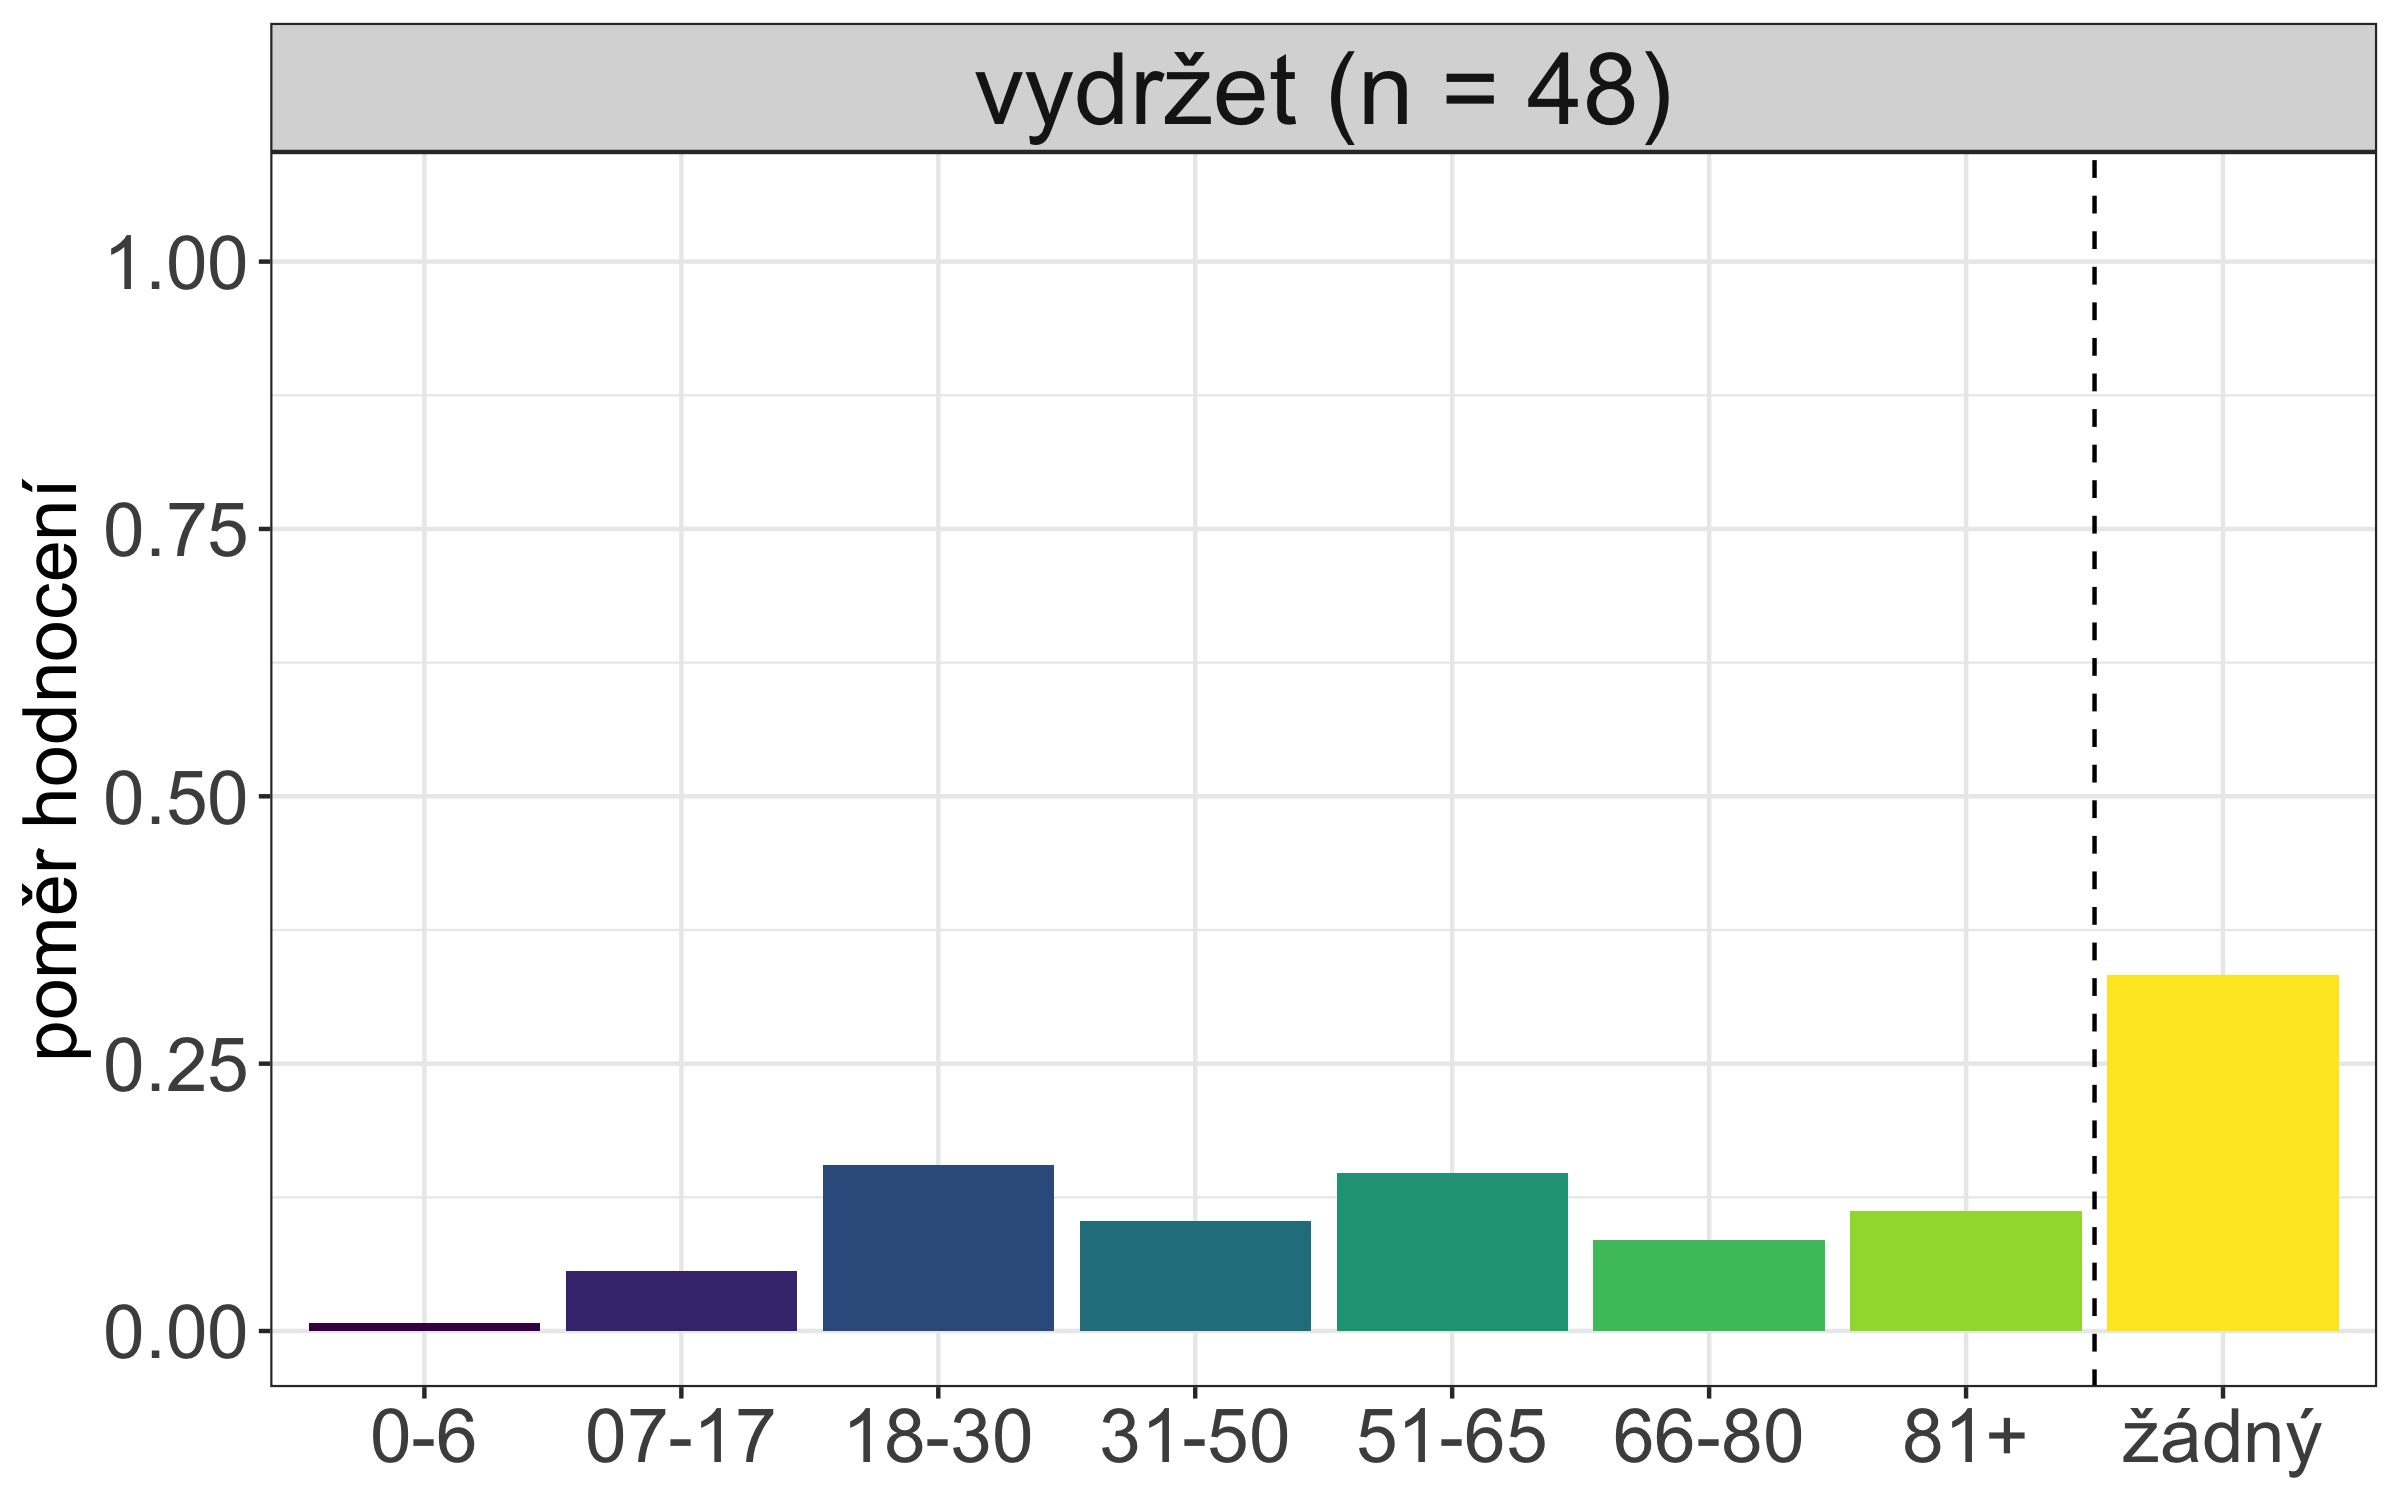 vydržet (n = 48)
poměr hodnocení
1.00
0.75
0.50
0.25
0.00
0-6 07-17 18-30 31-50 51-65 66-80 81+ žádný